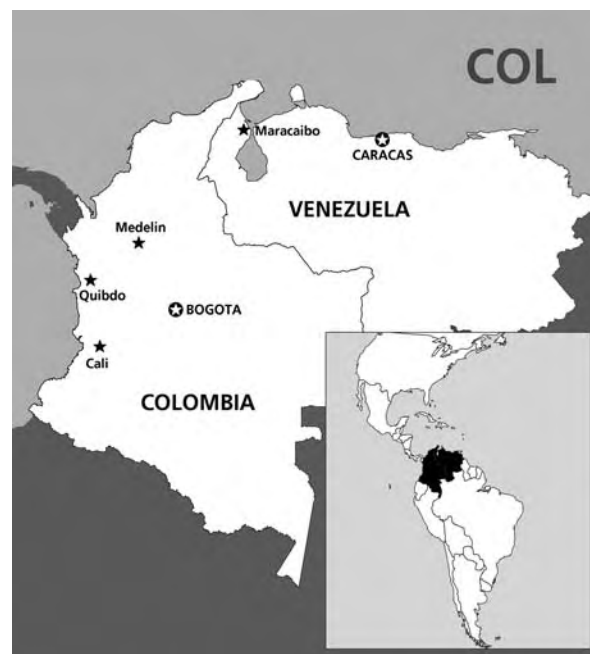 COL
Maracaibo
CARACAS
VENEZUELA
Medelin
Quibdo
BOGOTA
Cali
COLOMBIA